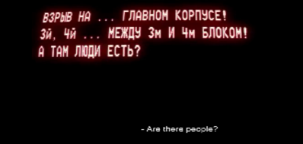 ВЗРЫВ НА ... ГЛАВНОМ КОРПУСЕ!
3й, 4й ... МЕЖДУ 3м И 4м БЛОКОМ!
А ТАМ ЛЮДИ ЕСТЬ?
- Are there people?